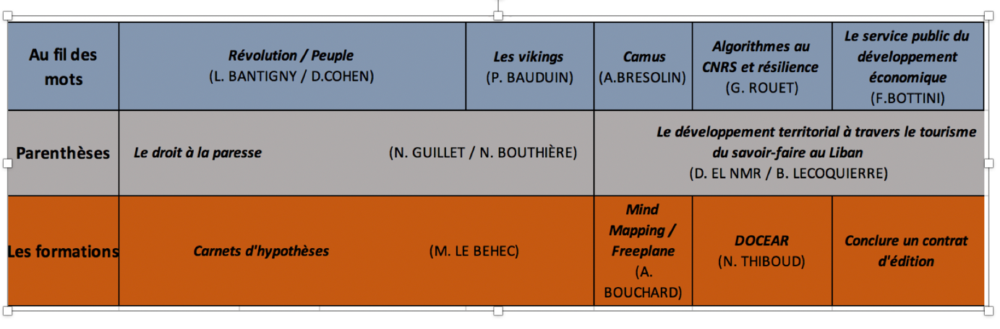 Au fil des
mots
Révolution / Peuple
(L. BANTIGNY / D.COHEN)
Les vikings
(P. BAUDUIN)
Camus
(A.BRESOLIN)
Algorithmes au
CNRS et résilience
(G. ROUET)
Le service public du
développement
économique
(F.BOTTINI)
Parenthèses
Le droit à la paresse (N. GUILLET / N. BOUTHIÈRE)
Le développement territorial à travers le tourisme
du savoir-faire au Liban
(D. EL NMR / B. LECOQUIERRE)
Les formations
Carnets d'hypothèses (M. LE BEHEC)
Mind
Mapping /
Freeplane
(A.
BOUCHARD)
DOCEAR
(N. THIBOUD)
Conclure un contrat
d'édition